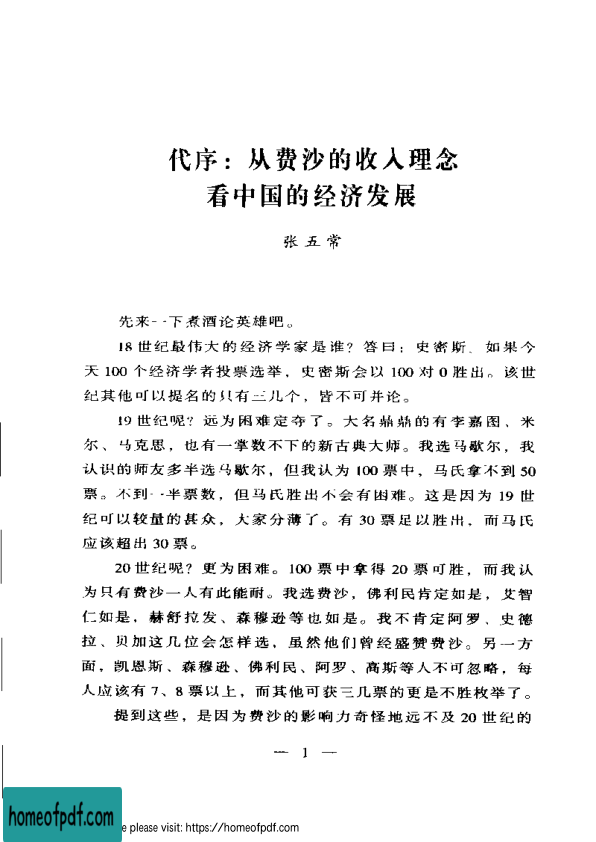 代序：从费沙的收入理念
看中国的经济发展
张五常
先来一下煮酒论英雄吧。
18世纪最伟大的经济学家是谁？答曰：史密斯。如果今
天100个经济学者投票选举，史密斯会以100对0胜出。该世
纪其他可以提名的只有三几个，皆不可并论。
19世纪呢？远为困难定夺了。大名鼎鼎的有李嘉图、米
尔、马克思，也有一掌数不下的新古典大师。我选马歇尔，我
认识的师友多半选马歇尔，但我认为100票中，马氏拿不到50
票。不到一半票数，但马氏胜出不会有困难。这是因为19世
纪可以较量的甚众，大家分薄了。有30票足以胜出，而马氏
应该超出30票。
20世纪呢？更为困难。100票中拿得20票可胜，而我认
为只有费沙一人有此能耐。我选费沙，佛利民肯定如是，艾智
仁如是，赫舒拉发、森穆逊等也如是。我不肯定阿罗、史德
拉、贝加这几位会怎样选，虽然他们曾经盛赞费沙。另一方
面，凯恩斯、森穆逊、佛利民、阿罗、高斯等人不可忽略，每
人应该有7、8票以上，而其他可获三几票的更是不胜枚举了。
提到这些，是因为费沙的影响力奇怪地远不及20世纪的
— 1 —
homeofpdf.com
e please visit: https://homeofpdf.com